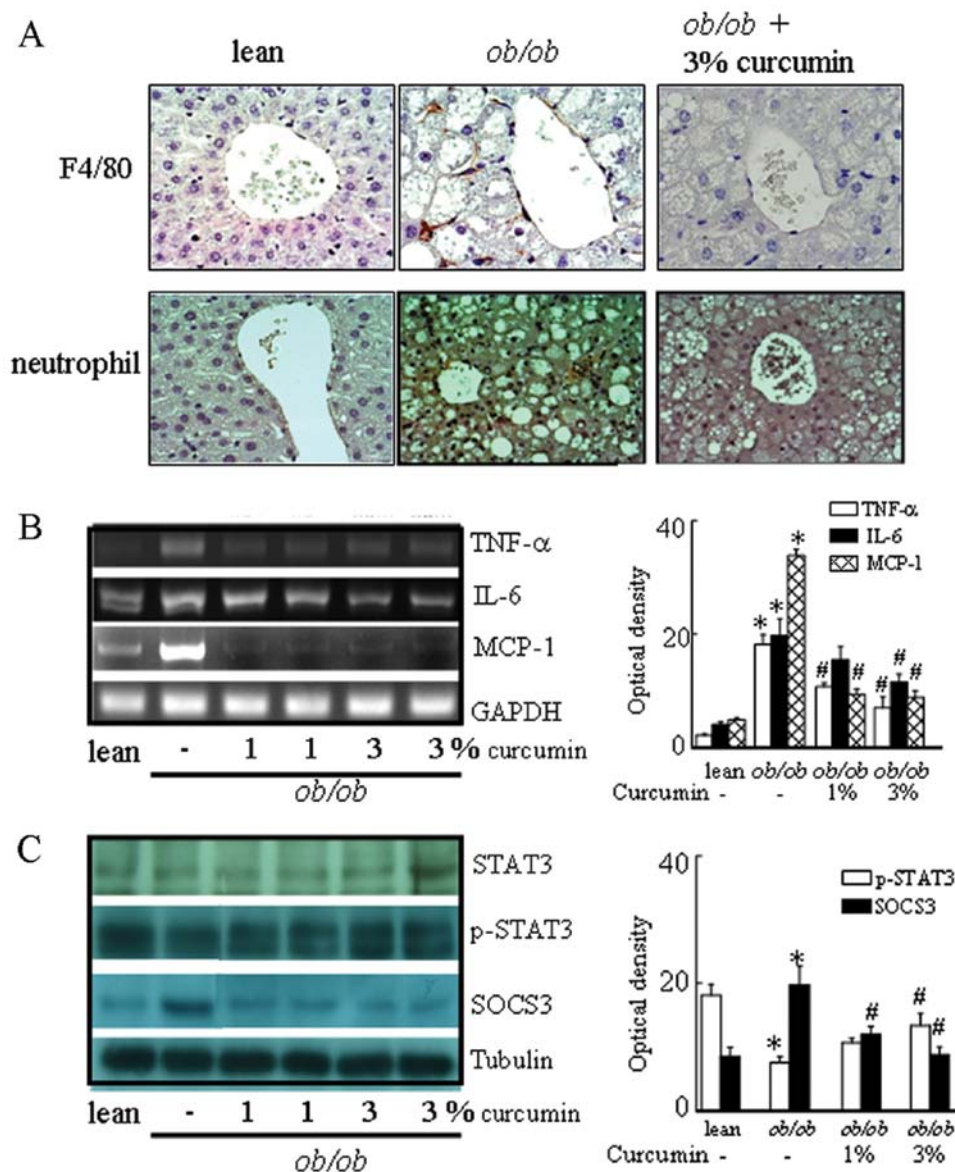 A
lean
ob/ob
ob/ob +
3% curcumin
F4/80
neutrophil
B
TNF-α
IL-6
MCP-1
GAPDH
lean - 1 1 3 3 % curcumin
ob/ob
TNF-α
IL-6
MCP-1
Optical density
40
20
0
* * *
# # # # #
lean ob/ob ob/ob ob/ob
Curcumin - - 1% 3%
C
STAT3
p-STAT3
SOCS3
Tubulin
lean - 1 1 3 3 % curcumin
ob/ob
p-STAT3
SOCS3
Optical density
40
20
0
* *
# # #
lean ob/ob ob/ob ob/ob
Curcumin - - 1% 3%